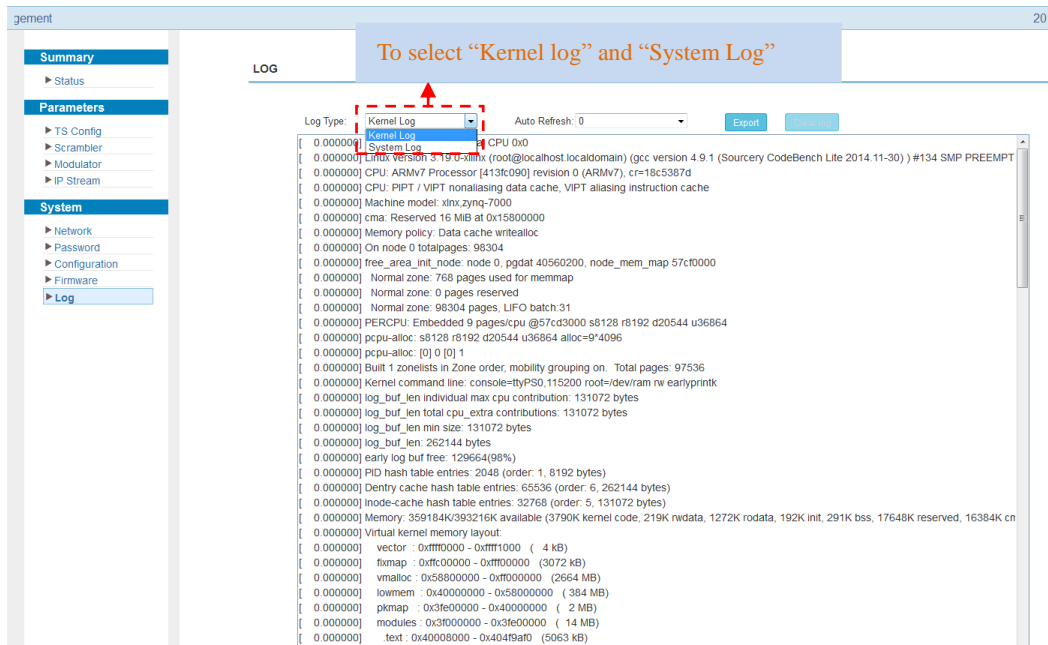 gement
20
Summary
Status
Parameters
TS Config
Scrambler
Modulator
IP Stream
System
Network
Password
Configuration
Firmware
Log
To select “Kernel log” and “System Log”
LOG
Log Type: Kernel Log Auto Refresh: 0 Export Clear log
Kernel Log
System Log
[ 0.000000] a CPU 0x0
[ 0.000000] Linux version 3.19.0-xilinx (root@localhost.localdomain) (gcc version 4.9.1 (Sourcery CodeBench Lite 2014.11-30) ) #134 SMP PREEMPT
[ 0.000000] CPU: ARMv7 Processor [413fc090] revision 0 (ARMv7), cr=18c5387d
[ 0.000000] CPU: PIPT / VIPT nonaliasing data cache, VIPT aliasing instruction cache
[ 0.000000] Machine model: xlnx,zynq-7000
[ 0.000000] cma: Reserved 16 MiB at 0x15800000
[ 0.000000] Memory policy: Data cache writealloc
[ 0.000000] On node 0 totalpages: 98304
[ 0.000000] free_area_init_node: node 0, pgdat 40560200, node_mem_map 57cf0000
[ 0.000000] Normal zone: 768 pages used for memmap
[ 0.000000] Normal zone: 0 pages reserved
[ 0.000000] Normal zone: 98304 pages, LIFO batch:31
[ 0.000000] PERCPU: Embedded 9 pages/cpu @57cd3000 s8128 r8192 d20544 u36864
[ 0.000000] pcpu-alloc: s8128 r8192 d20544 u36864 alloc=9*4096
[ 0.000000] pcpu-alloc: [0] 0 [0] 1
[ 0.000000] Built 1 zonelists in Zone order, mobility grouping on. Total pages: 97536
[ 0.000000] Kernel command line: console=ttyPS0,115200 root=/dev/ram rw earlyprintk
[ 0.000000] log_buf_len individual max cpu contribution: 131072 bytes
[ 0.000000] log_buf_len total cpu_extra contributions: 131072 bytes
[ 0.000000] log_buf_len min size: 131072 bytes
[ 0.000000] log_buf_len: 262144 bytes
[ 0.000000] early log buf free: 129664(98%)
[ 0.000000] PID hash table entries: 2048 (order: 1, 8192 bytes)
[ 0.000000] Dentry cache hash table entries: 65536 (order: 6, 262144 bytes)
[ 0.000000] Inode-cache hash table entries: 32768 (order: 5, 131072 bytes)
[ 0.000000] Memory: 359184K/393216K available (3790K kernel code, 219K rwdata, 1272K rodata, 192K init, 291K bss, 17648K reserved, 16384K cm
[ 0.000000] Virtual kernel memory layout:
[ 0.000000] vector : 0xffff0000 - 0xffff1000 ( 4 kB)
[ 0.000000] fixmap : 0xffc00000 - 0xfff00000 (3072 kB)
[ 0.000000] vmalloc : 0x58800000 - 0xff000000 (2664 MB)
[ 0.000000] lowmem : 0x40000000 - 0x58000000 ( 384 MB)
[ 0.000000] pkmap : 0x3fe00000 - 0x40000000 ( 2 MB)
[ 0.000000] modules : 0x3f000000 - 0x3fe00000 ( 14 MB)
[ 0.000000] .text : 0x40008000 - 0x404f9af0 (5063 kB)